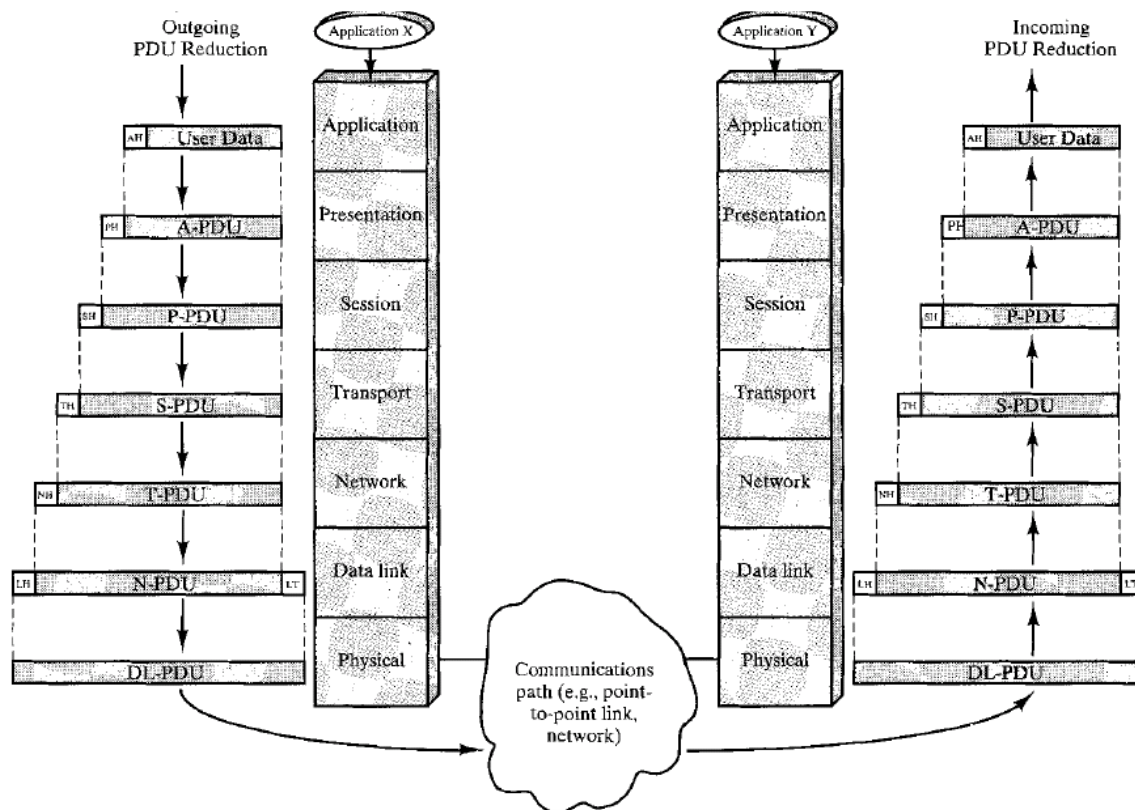 Outgoing
PDU Reduction
Application X
Application Y
Incoming
PDU Reduction
AH User Data
Application
Application
AH User Data
PH A-PDU
Presentation
Presentation
PH A-PDU
SH P-PDU
Session
Session
SH P-PDU
TH S-PDU
Transport
Transport
TH S-PDU
NH T-PDU
Network
Network
NH T-PDU
LH N-PDU LT
Data link
Data link
LH N-PDU LT
DL-PDU
Physical
Physical
DL-PDU
Communications
path (e.g., point-
to-point link,
network)